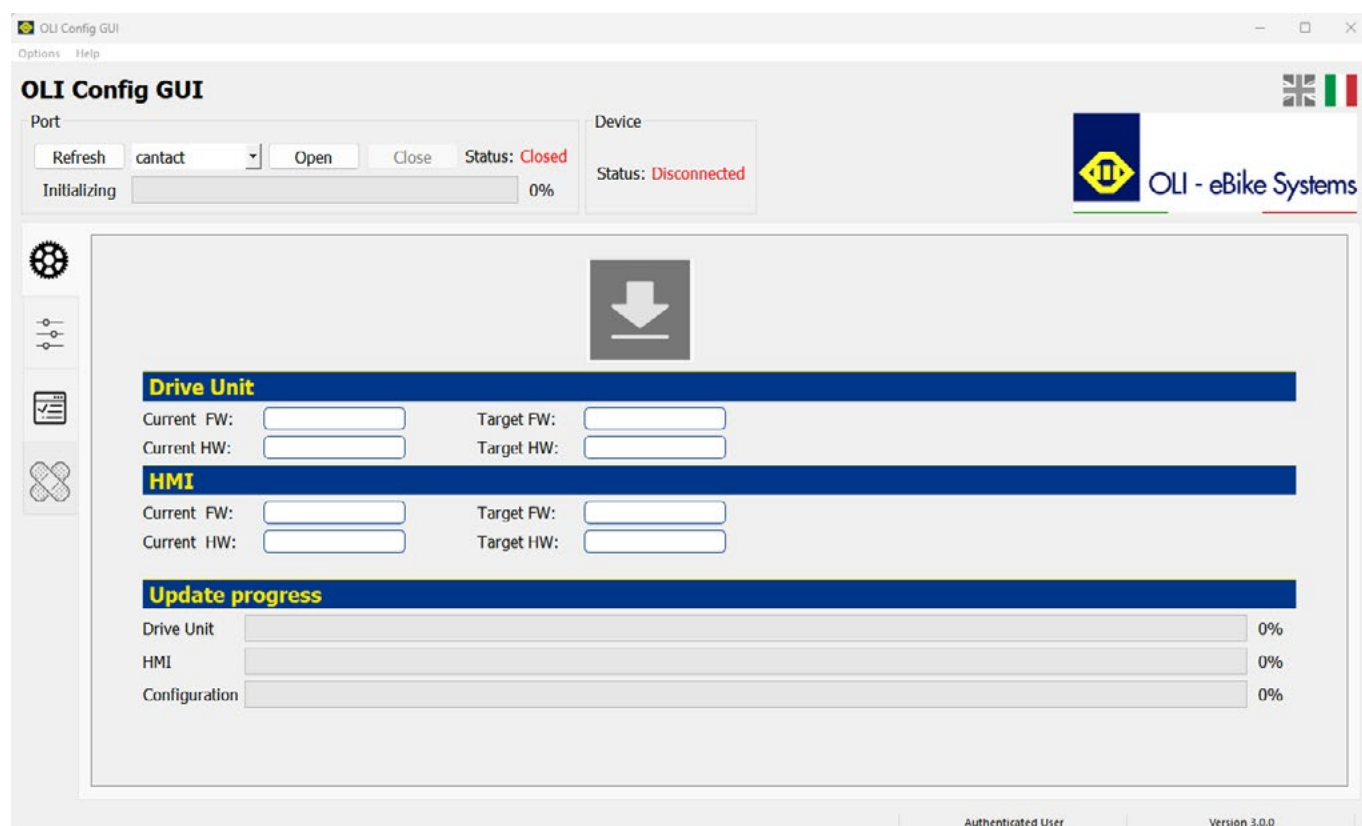 OLI Config GUI
Options Help
OLI Config GUI
Port
Device
Refresh cantact Open Close Status: Closed
Status: Disconnected
Initializing 0%
OLI - eBike Systems
Drive Unit
Current FW: Target FW:
Current HW: Target HW:
HMI
Current FW: Target FW:
Current HW: Target HW:
Update progress
Drive Unit 0%
HMI 0%
Configuration 0%
Authenticated User Version 3.0.0